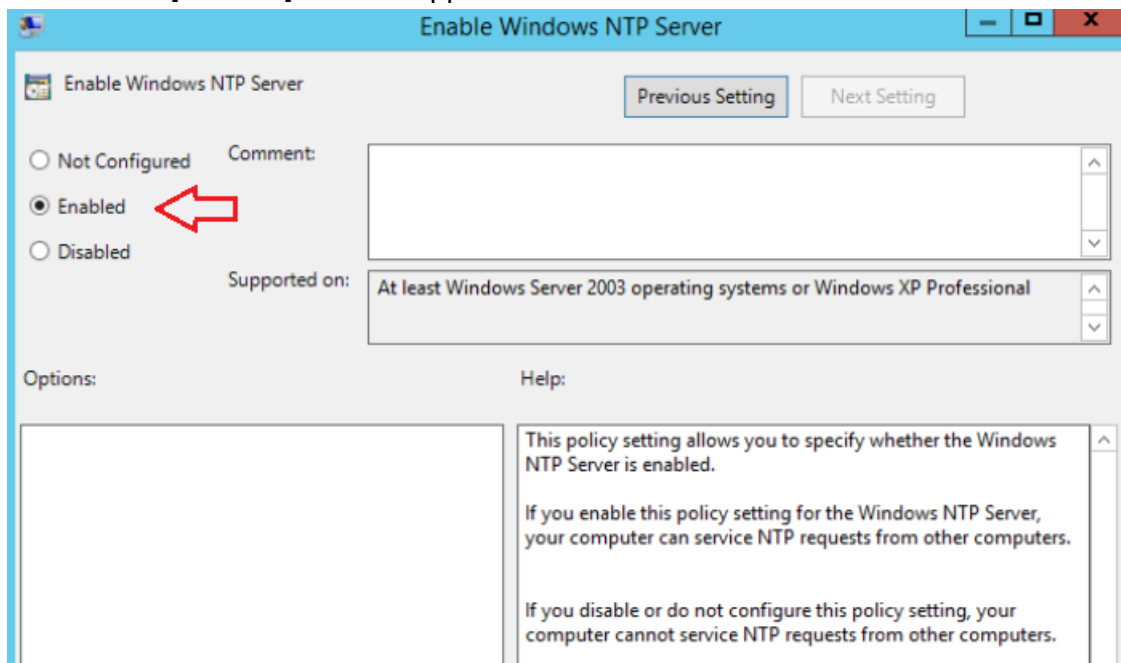 Enable Windows NTP Server
Enable Windows NTP Server
Previous Setting
Next Setting
Not Configured
Comment:
Enabled
Disabled
Supported on:
At least Windows Server 2003 operating systems or Windows XP Professional
Options:
Help:
This policy setting allows you to specify whether the Windows
NTP Server is enabled.
If you enable this policy setting for the Windows NTP Server,
your computer can service NTP requests from other computers.
If you disable or do not configure this policy setting, your
computer cannot service NTP requests from other computers.